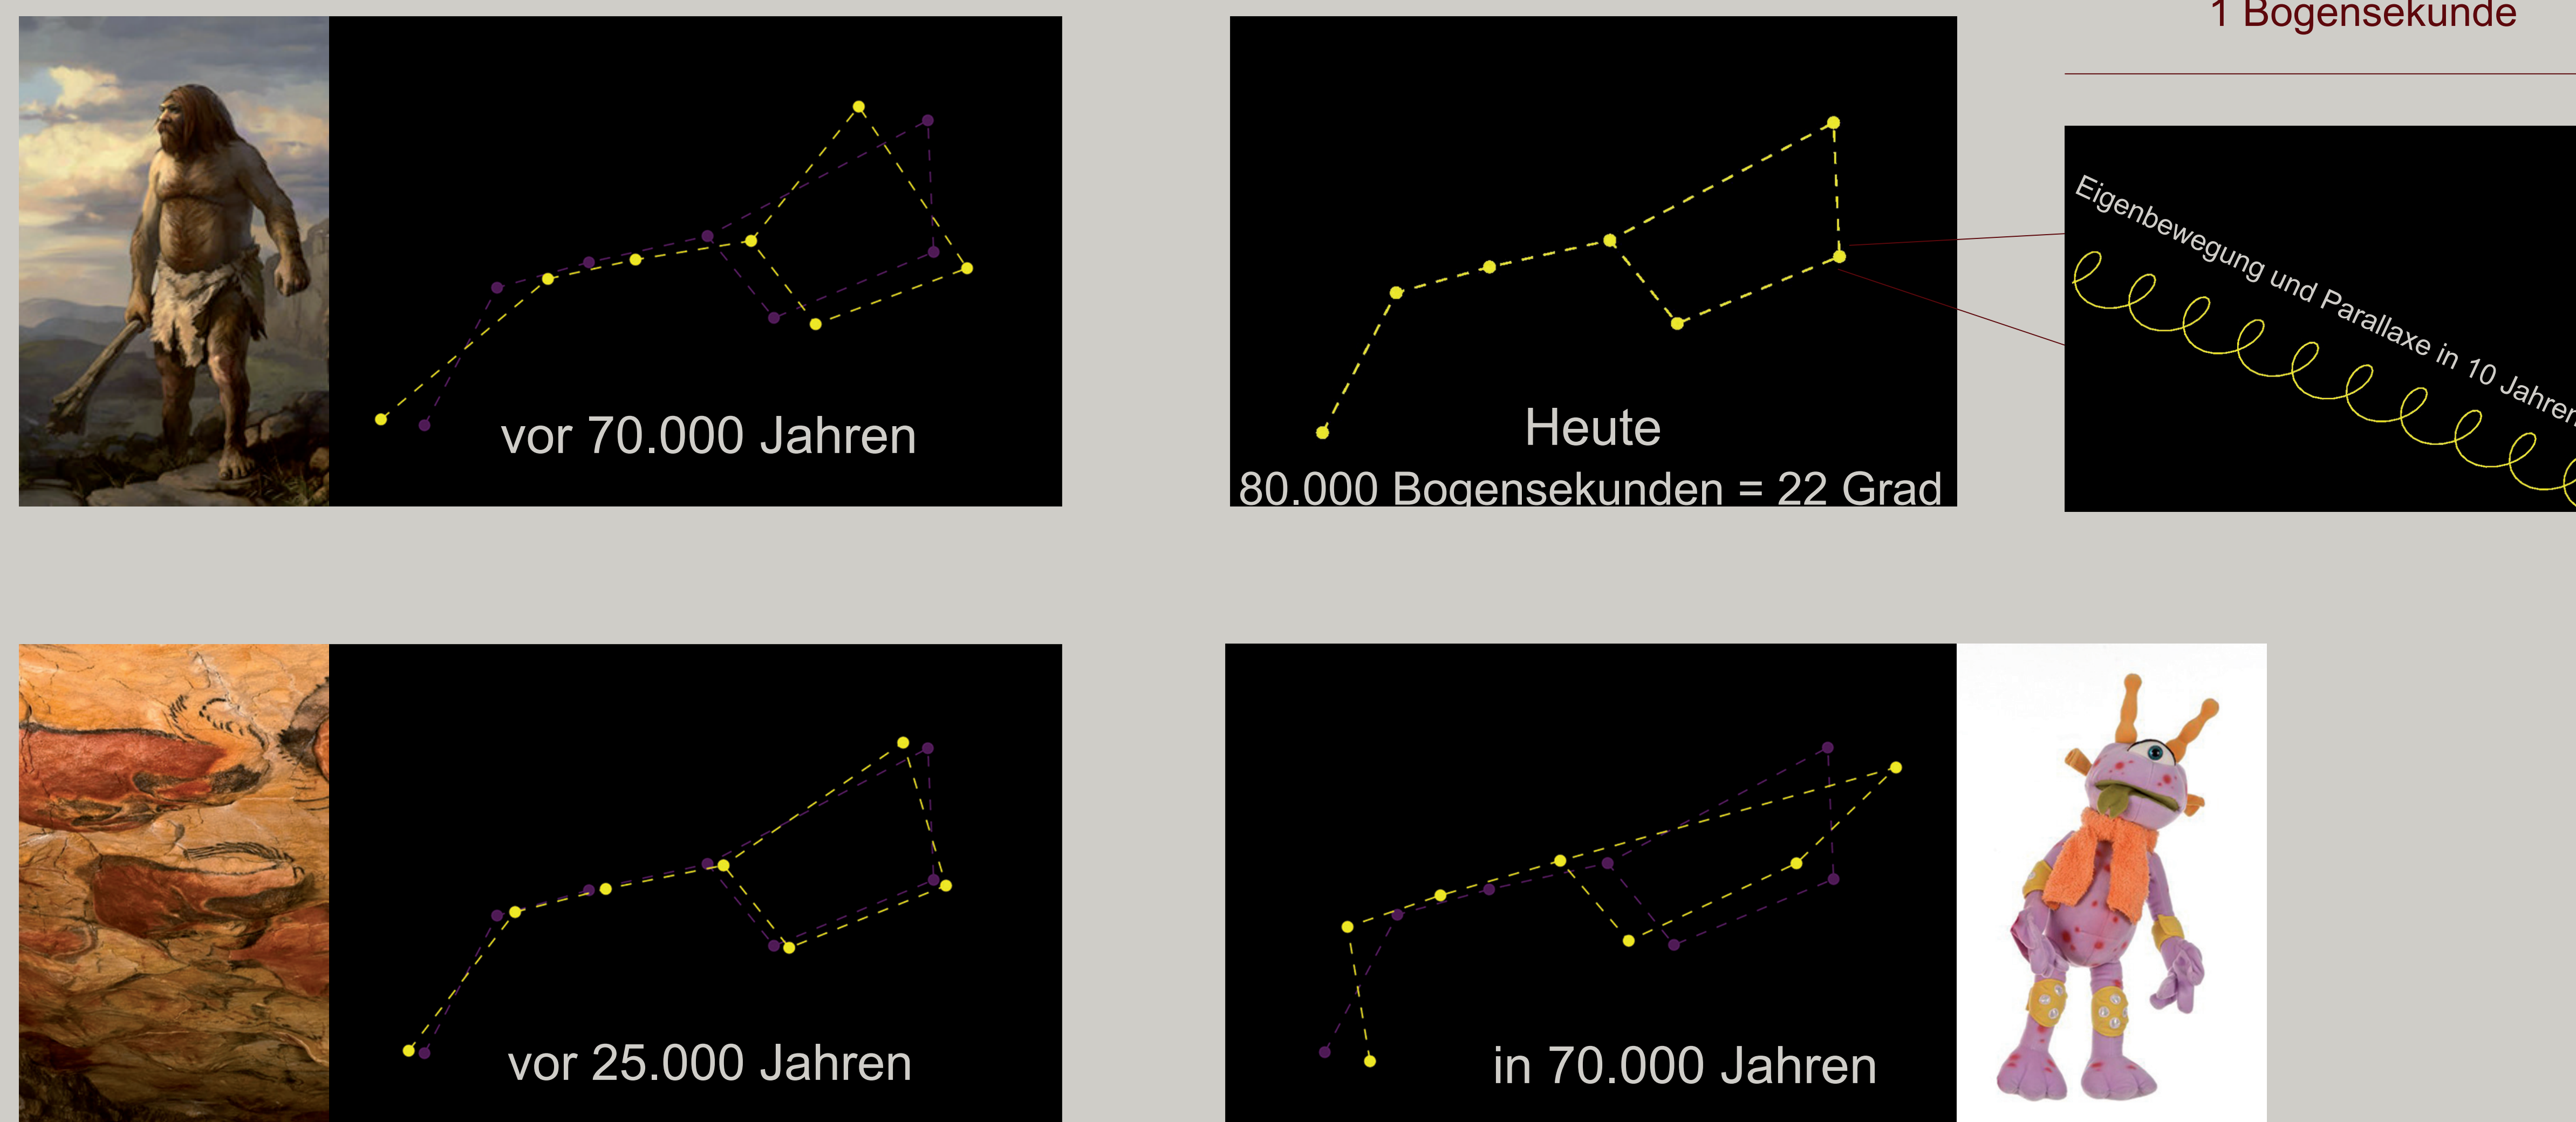 1 Bogensekunde
vor 70.000 Jahren
Heute
80.000 Bogensekunden = 22 Grad
Eigenbewegung und Parallaxe in 10 Jahren
vor 25.000 Jahren
in 70.000 Jahren